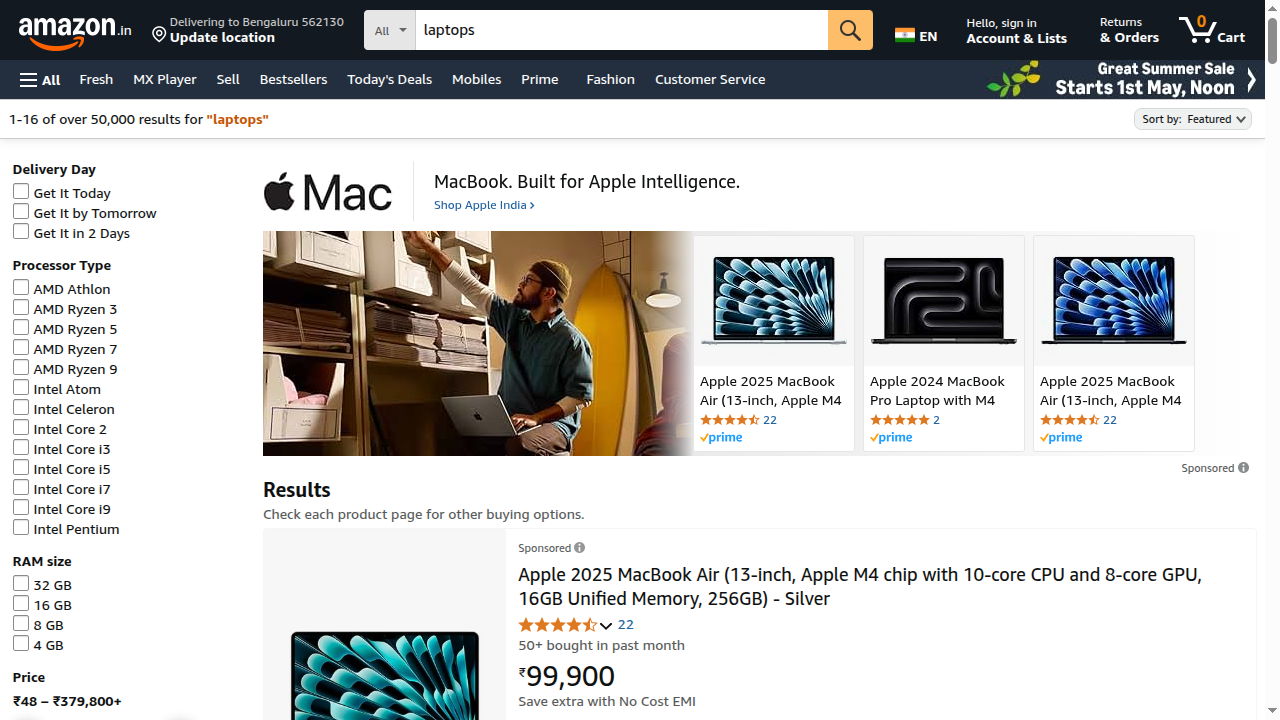 amazon.in
Delivering to Bengaluru 562130
Update location
All
laptops
EN
Hello, sign in
Account & Lists
Returns
& Orders
0
Cart
All
Fresh
MX Player
Sell
Bestsellers
Today's Deals
Mobiles
Prime
Fashion
Customer Service
Great Summer Sale
Starts 1st May, Noon
1-16 of over 50,000 results for "laptops"
Sort by: Featured
Delivery Day
Get It Today
Get It by Tomorrow
Get It in 2 Days
Processor Type
AMD Athlon
AMD Ryzen 3
AMD Ryzen 5
AMD Ryzen 7
AMD Ryzen 9
Intel Atom
Intel Celeron
Intel Core 2
Intel Core i3
Intel Core i5
Intel Core i7
Intel Core i9
Intel Pentium
RAM size
32 GB
16 GB
8 GB
4 GB
Price
₹48 – ₹379,800+
Mac
MacBook. Built for Apple Intelligence.
Shop Apple India ›
Apple 2025 MacBook
Air (13-inch, Apple M4
22
prime
Apple 2024 MacBook
Pro Laptop with M4
2
prime
Apple 2025 MacBook
Air (13-inch, Apple M4
22
prime
Sponsored
Results
Check each product page for other buying options.
Sponsored
Apple 2025 MacBook Air (13-inch, Apple M4 chip with 10-core CPU and 8-core GPU,
16GB Unified Memory, 256GB) - Silver
22
50+ bought in past month
₹99,900
Save extra with No Cost EMI